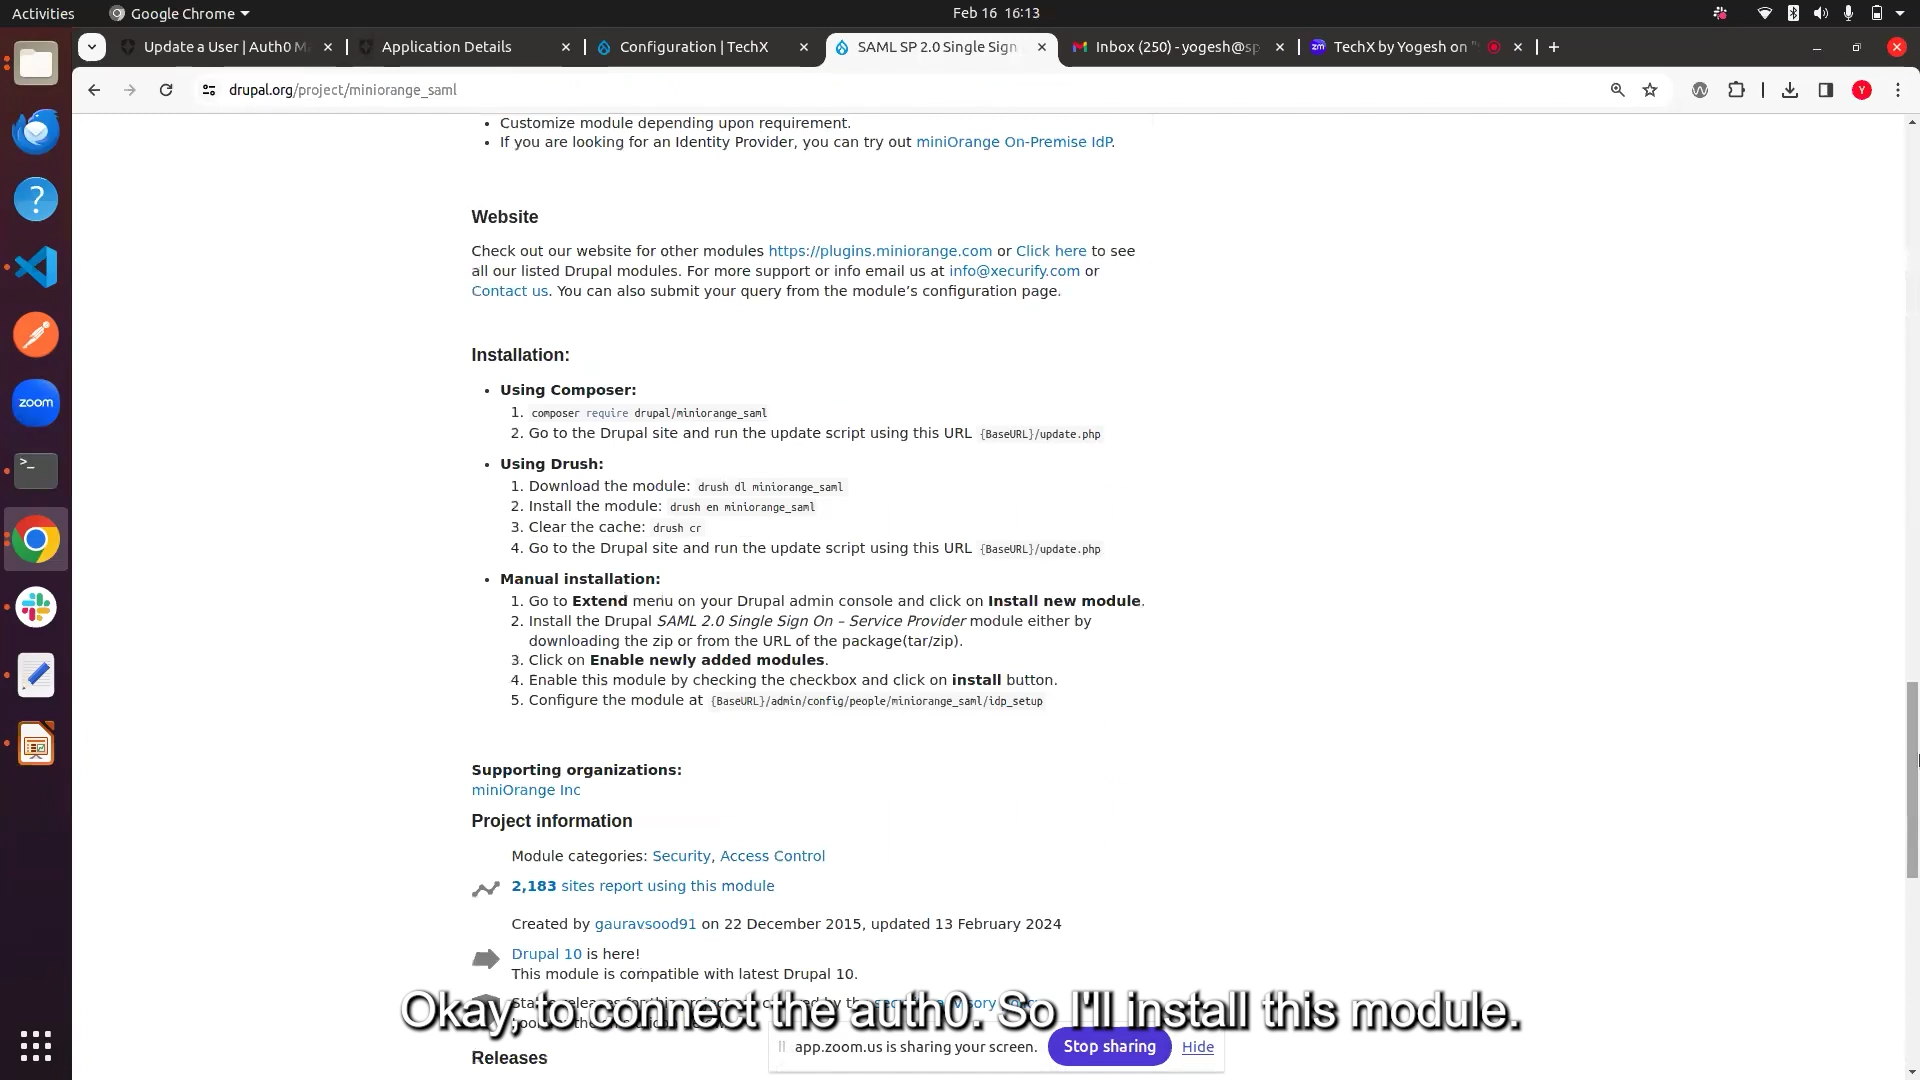 Activities
Google Chrome
Feb 16 16:13
Update a User | Auth0 M
Application Details
Configuration | TechX
SAML SP 2.0 Single Sign
Inbox (250) - yogesh@sp
zm
TechX by Yogesh on "
drupal.org/project/miniorange_saml
Y
• Customize module depending upon requirement.
• If you are looking for an Identity Provider, you can try out miniOrange On-Premise IdP.
Website
Check out our website for other modules https://plugins.miniorange.com or Click here to see
all our listed Drupal modules. For more support or info email us at info@xecurify.com or
Contact us. You can also submit your query from the module’s configuration page.
Installation:
• Using Composer:
1. composer require drupal/miniorange_saml
2. Go to the Drupal site and run the update script using this URL {BaseURL}/update.php
• Using Drush:
1. Download the module: drush dl miniorange_saml
2. Install the module: drush en miniorange_saml
3. Clear the cache: drush cr
4. Go to the Drupal site and run the update script using this URL {BaseURL}/update.php
• Manual installation:
1. Go to Extend menu on your Drupal admin console and click on Install new module.
2. Install the Drupal SAML 2.0 Single Sign On – Service Provider module either by
downloading the zip or from the URL of the package(tar/zip).
3. Click on Enable newly added modules.
4. Enable this module by checking the checkbox and click on install button.
5. Configure the module at {BaseURL}/admin/config/people/miniorange_saml/idp_setup
Supporting organizations:
miniOrange Inc
Project information
Module categories: Security, Access Control
2,183 sites report using this module
Created by gauravsood91 on 22 December 2015, updated 13 February 2024
Drupal 10 is here!
This module is compatible with latest Drupal 10.
Okay, to connect the auth0. So I'll install this module.
app.zoom.us is sharing your screen.
Stop sharing
Hide
Releases
zoom